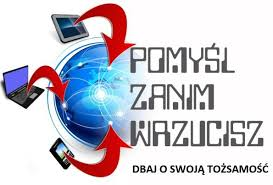 POMYŚL
ZANIM
WRZUCISZ
DBAJ O SWOJĄ TOŻSAMOŚĆ